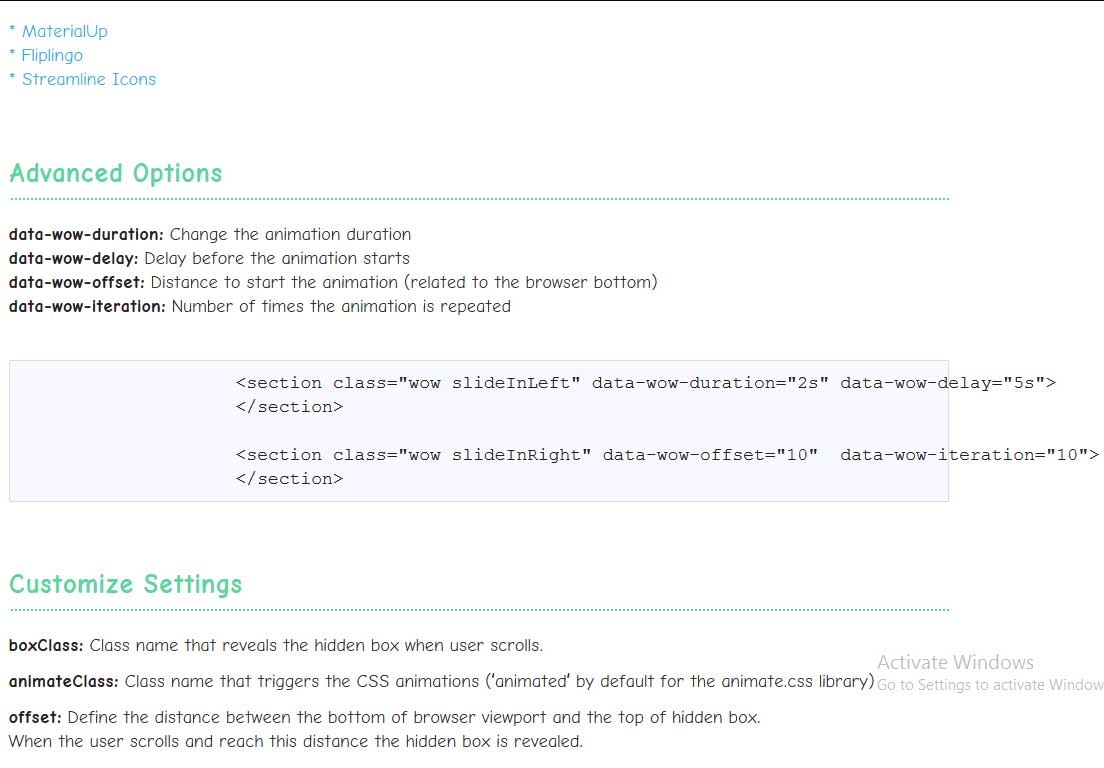 * MaterialUp
* Fliplingo
* Streamline Icons
Advanced Options
data-wow-duration: Change the animation duration
data-wow-delay: Delay before the animation starts
data-wow-offset: Distance to start the animation (related to the browser bottom)
data-wow-iteration: Number of times the animation is repeated
<section class="wow slideInLeft" data-wow-duration="2s" data-wow-delay="5s">
</section>
<section class="wow slideInRight" data-wow-offset="10"  data-wow-iteration="10">
</section>
Customize Settings
boxClass: Class name that reveals the hidden box when user scrolls.
animateClass: Class name that triggers the CSS animations ('animated' by default for the animate.css library)
offset: Define the distance between the bottom of browser viewport and the top of hidden box.
When the user scrolls and reach this distance the hidden box is revealed.
Activate Windows
Go to Settings to activate Window